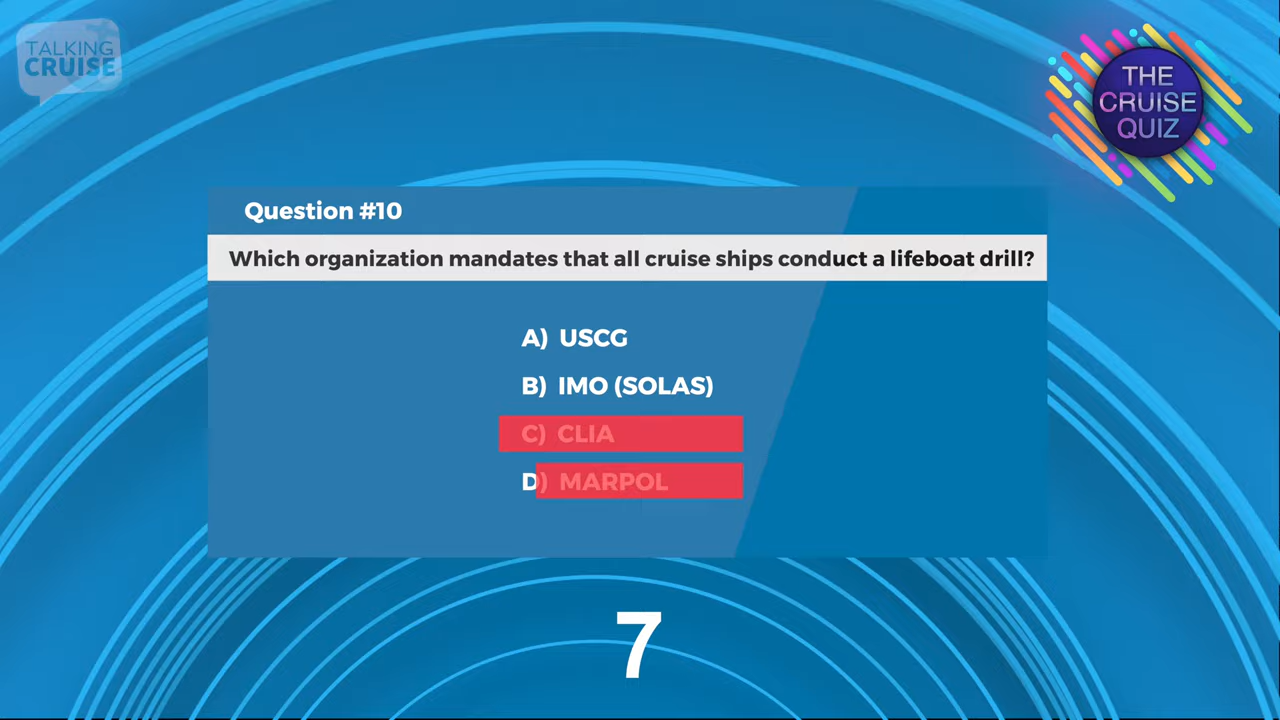 TALKING
CRUISE
THE
CRUISE
QUIZ
Question #10
Which organization mandates that all cruise ships conduct a lifeboat drill?
A) USCG
B) IMO (SOLAS)
C) CLIA
D) MARPOL
7